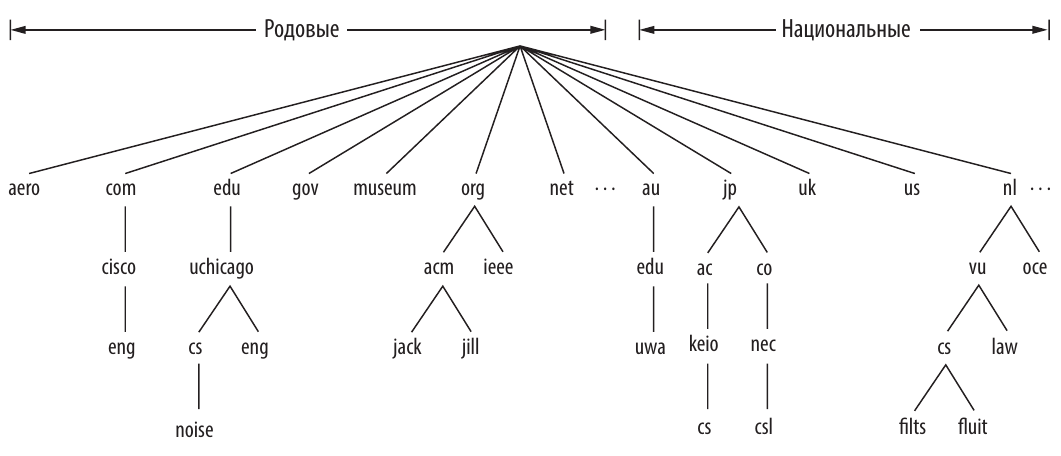 Родовые Национальные
aero com edu gov museum org net ··· au jp uk us nl ···
cisco uchicago acm ieee edu ac co vu oce
eng cs eng jack jill uwa keio nec cs law
noise cs csl filts fluit